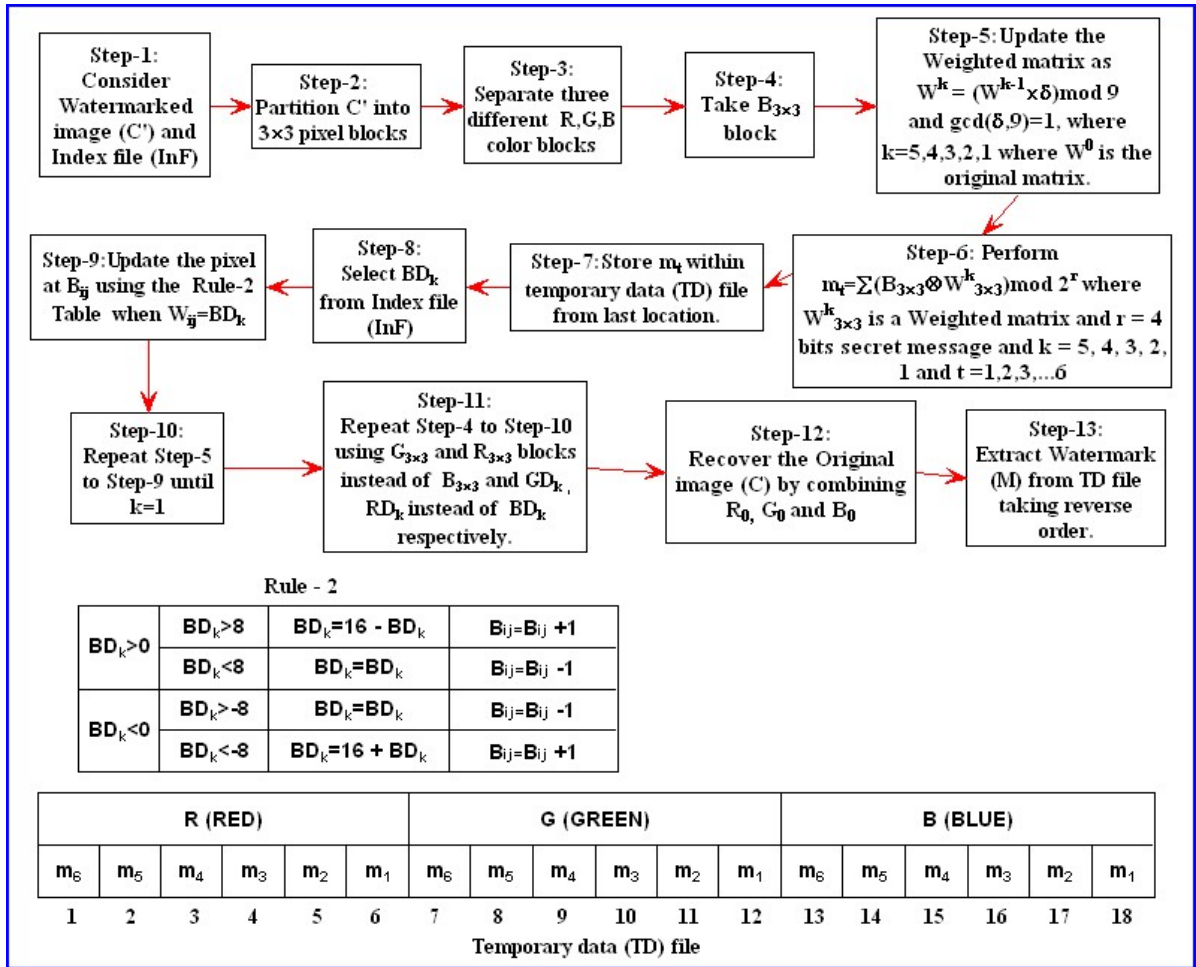 Step-1:
Consider
Watermarked
image (C') and
Index file (InF)
Step-2:
Partition C' into
3×3 pixel blocks
Step-3:
Separate three
different R,G,B
color blocks
Step-4:
Take B3×3
block
Step-5: Update the
Weighted matrix as
W^k = (W^k-1×δ)mod 9
and gcd(δ,9)=1, where
k=5,4,3,2,1 where W^0 is the
original matrix.
Step-6: Perform
mt=∑(B3×3⊗W^k3×3)mod 2^r where
W^k3×3 is a Weighted matrix and r = 4
bits secret message and k = 5, 4, 3, 2,
1 and t =1,2,3,...6
Step-7: Store mt within
temporary data (TD) file
from last location.
Step-8:
Select BDk
from Index file
(InF)
Step-9:Update the pixel
at Bij using the Rule-2
Table when Wij=BDk
Step-10:
Repeat Step-5
to Step-9 until
k=1
Step-11:
Repeat Step-4 to Step-10
using G3×3 and R3×3 blocks
instead of B3×3 and GDk ,
RDk instead of BDk
respectively.
Step-12:
Recover the Original
image (C) by combining
R0, G0 and B0
Step-13:
Extract Watermark
(M) from TD file
taking reverse
order.
Rule - 2
BDk>0
BDk>8 BDk=16 - BDk Bij=Bij +1
BDk<8 BDk=BDk Bij=Bij -1
BDk<0
BDk>-8 BDk=BDk Bij=Bij -1
BDk<-8 BDk=16 + BDk Bij=Bij +1
R (RED) G (GREEN) B (BLUE)
m6 m5 m4 m3 m2 m1 m6 m5 m4 m3 m2 m1 m6 m5 m4 m3 m2 m1
1 2 3 4 5 6 7 8 9 10 11 12 13 14 15 16 17 18
Temporary data (TD) file